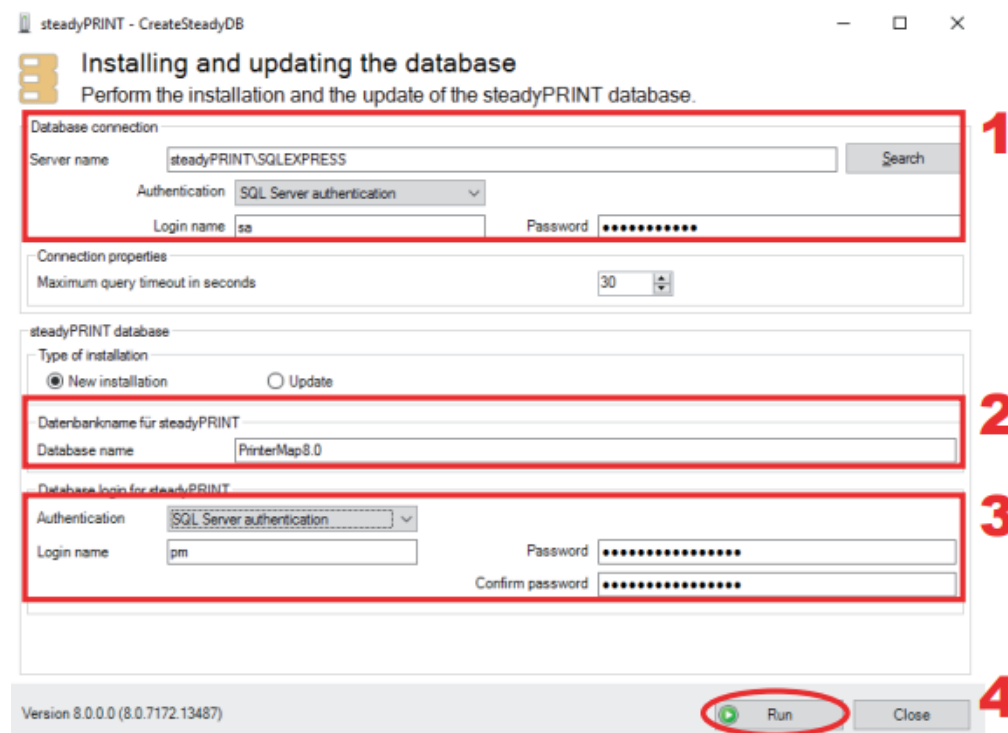 steadyPRINT - CreateSteadyDB
Installing and updating the database
Perform the installation and the update of the steadyPRINT database.
1
Database connection
Server name steadyPRINT\SQLEXPRESS Search
Authentication SQL Server authentication
Login name sa Password ●●●●●●●●●●●
Connection properties
Maximum query timeout in seconds 30
steadyPRINT database
Type of installation
New installation Update
2
Datenbankname für steadyPRINT
Database name PrinterMap8.0
Database login for steadyPRINT
3
Authentication SQL Server authentication
Login name pm Password ●●●●●●●●●●●●●●●●
Confirm password ●●●●●●●●●●●●●●●●
4
Version 8.0.0.0 (8.0.7172.13487) Run Close